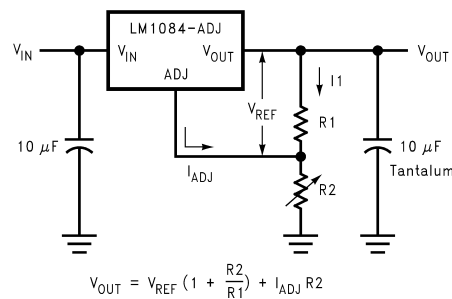 LM1084-ADJ
V_IN
V_IN
V_OUT
V_OUT
ADJ
I1
V_REF
R1
10 µF
10 µF
Tantalum
I_ADJ
R2
V_OUT = V_REF (1 + R2/R1) + I_ADJ R2